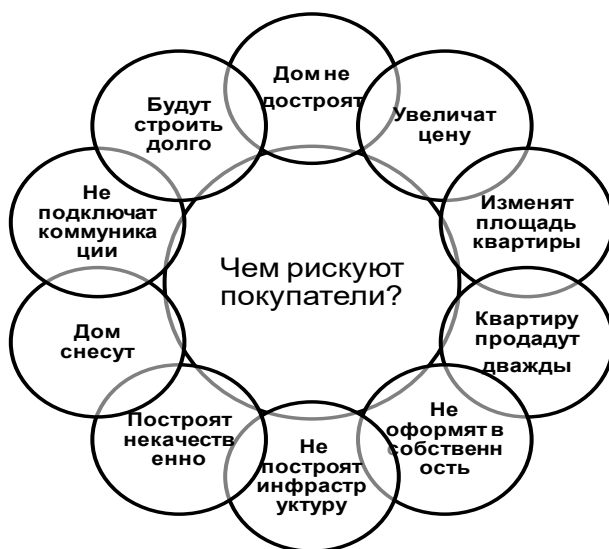 Дом не
достроят
Увеличат
цену
Изменят
площадь
квартиры
Квартиру
продадут
дважды
Не
оформят в
собственн
ость
Не
построят
инфрастр
уктуру
Построят
некачеств
енно
Дом
снесут
Не
подключат
коммуника
ции
Будут
строить
долго
Чем рискуют
покупатели?